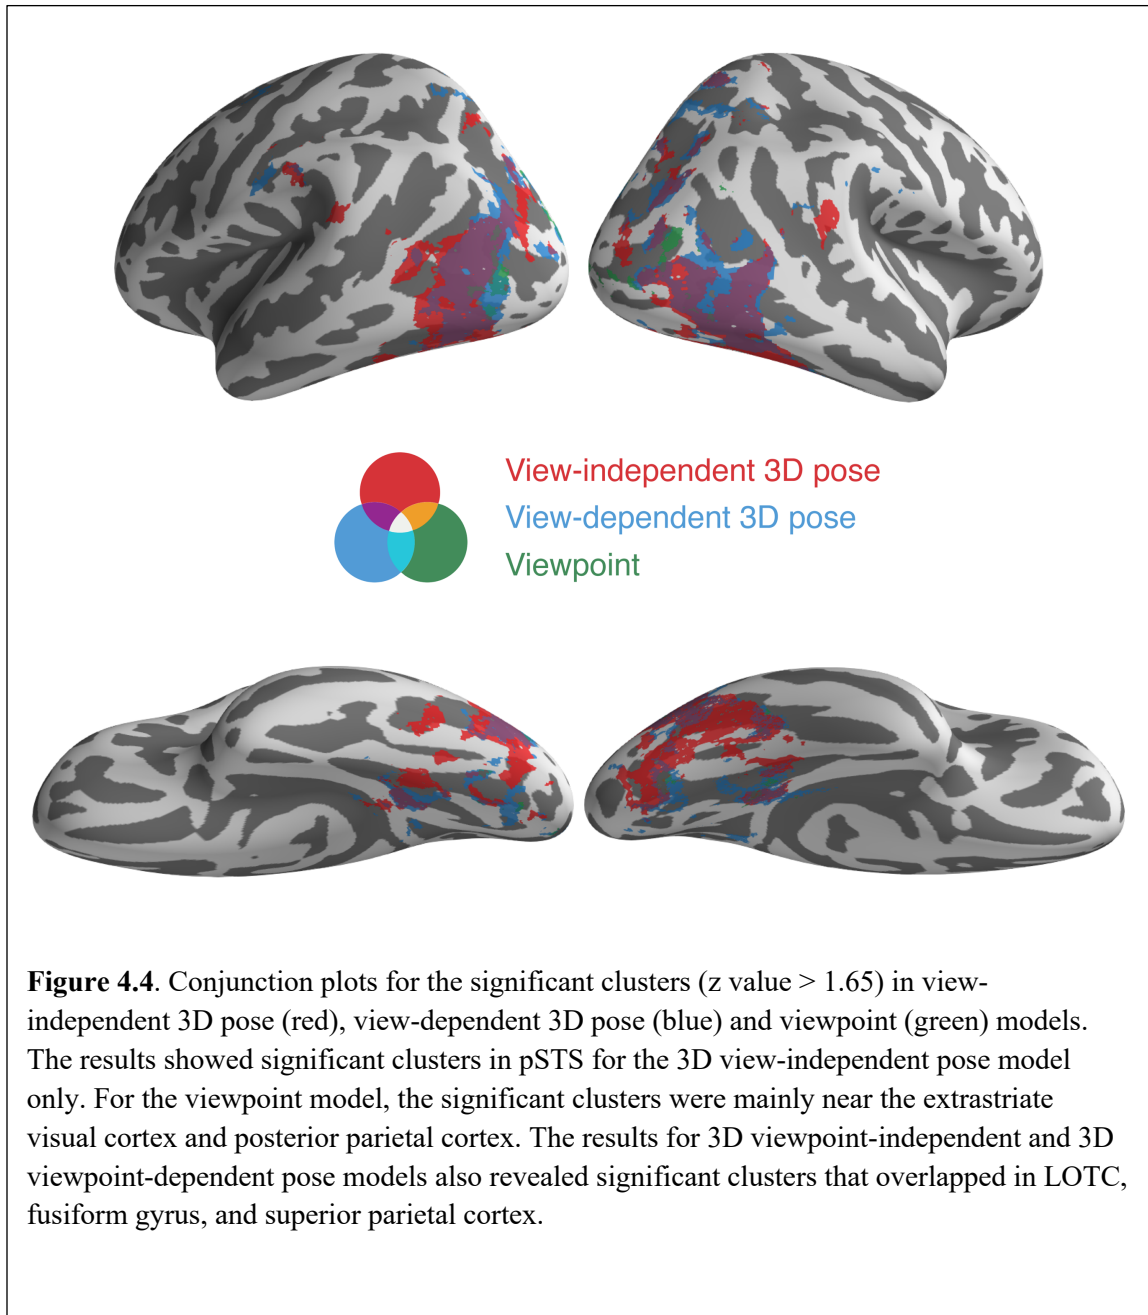 View-independent 3D pose
View-dependent 3D pose
Viewpoint
Figure 4.4. Conjunction plots for the significant clusters (z value > 1.65) in view-
independent 3D pose (red), view-dependent 3D pose (blue) and viewpoint (green) models.
The results showed significant clusters in pSTS for the 3D view-independent pose model
only. For the viewpoint model, the significant clusters were mainly near the extrastriate
visual cortex and posterior parietal cortex. The results for 3D viewpoint-independent and 3D
viewpoint-dependent pose models also revealed significant clusters that overlapped in LOTC,
fusiform gyrus, and superior parietal cortex.